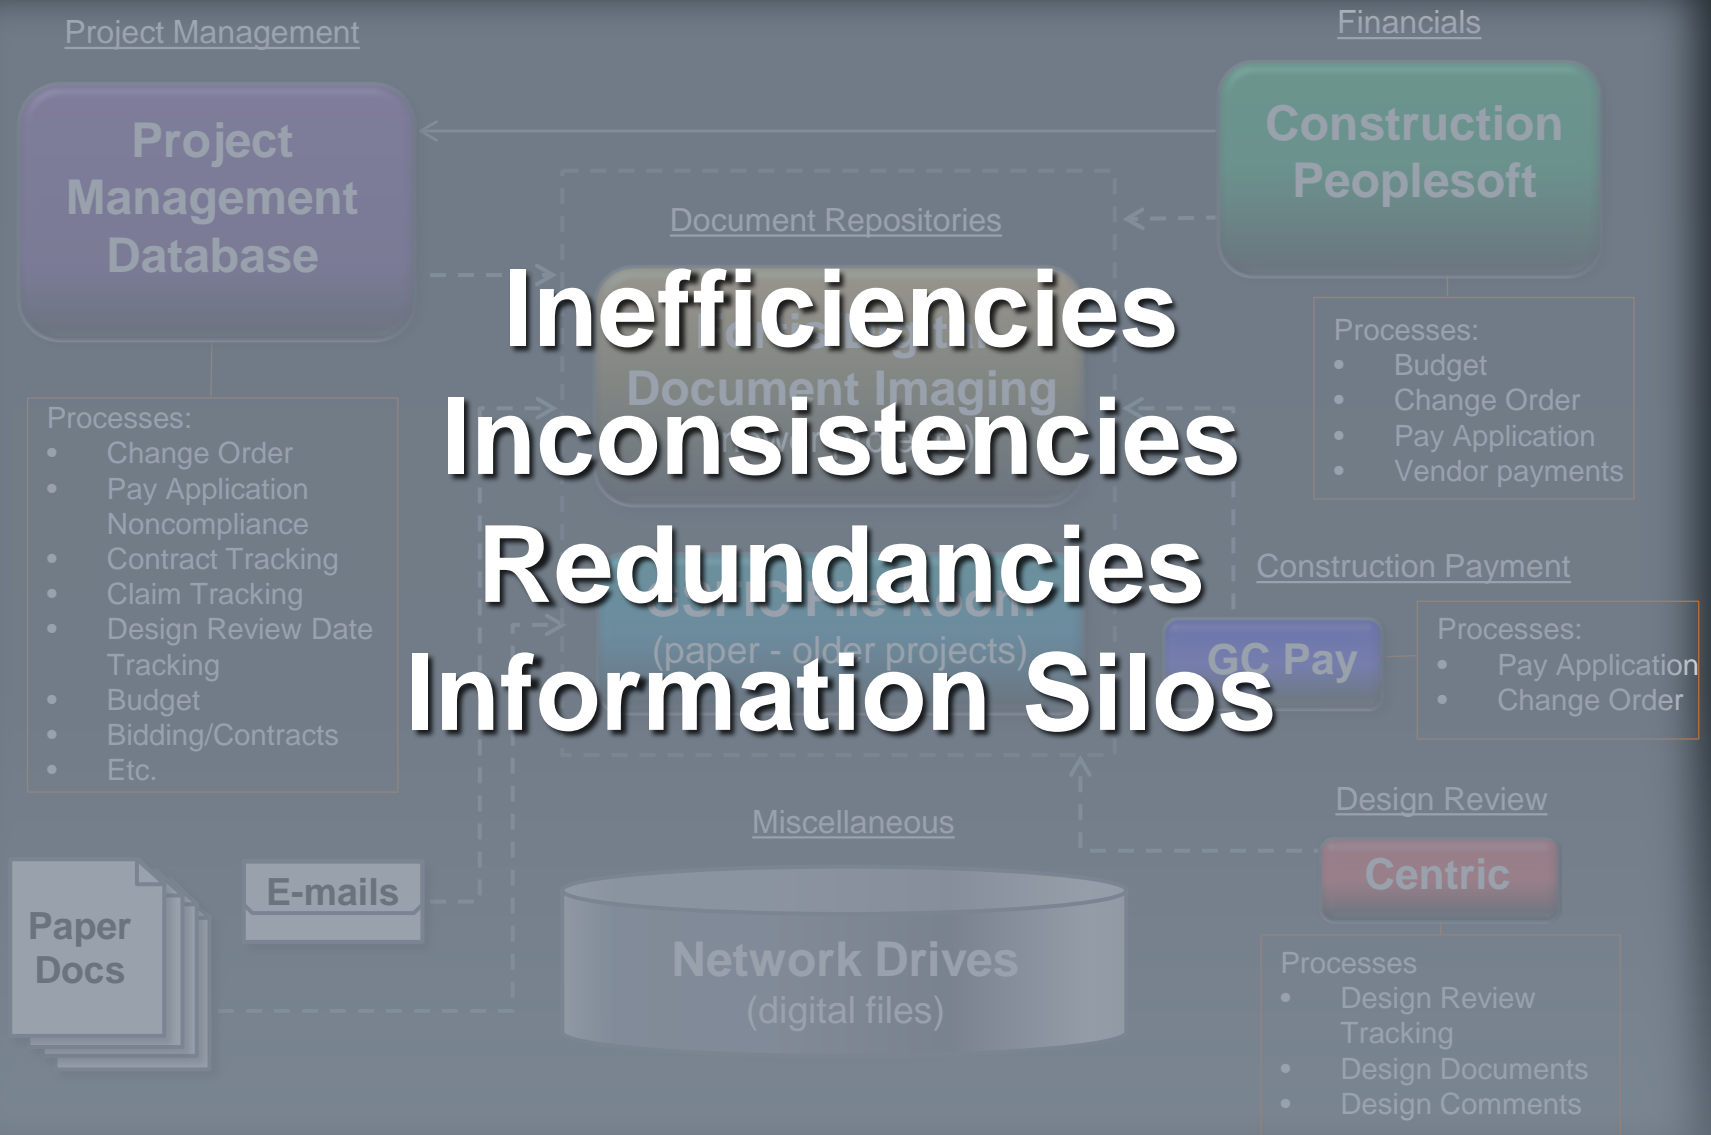 Project Management
Financials
Project
Management
Database
Construction
Peoplesoft
Document Repositories
Document Imaging
(paper - older projects)
Inefficiencies
Inconsistencies
Redundancies
Information Silos
Processes:
• Change Order
• Pay Application
Noncompliance
• Contract Tracking
• Claim Tracking
• Design Review Date
Tracking
• Budget
• Bidding/Contracts
• Etc.
Processes:
• Budget
• Change Order
• Pay Application
• Vendor payments
Construction Payment
GC Pay
Processes:
• Pay Application
• Change Order
Design Review
Centric
Processes
• Design Review
Tracking
• Design Documents
• Design Comments
Miscellaneous
Network Drives
(digital files)
E-mails
Paper
Docs